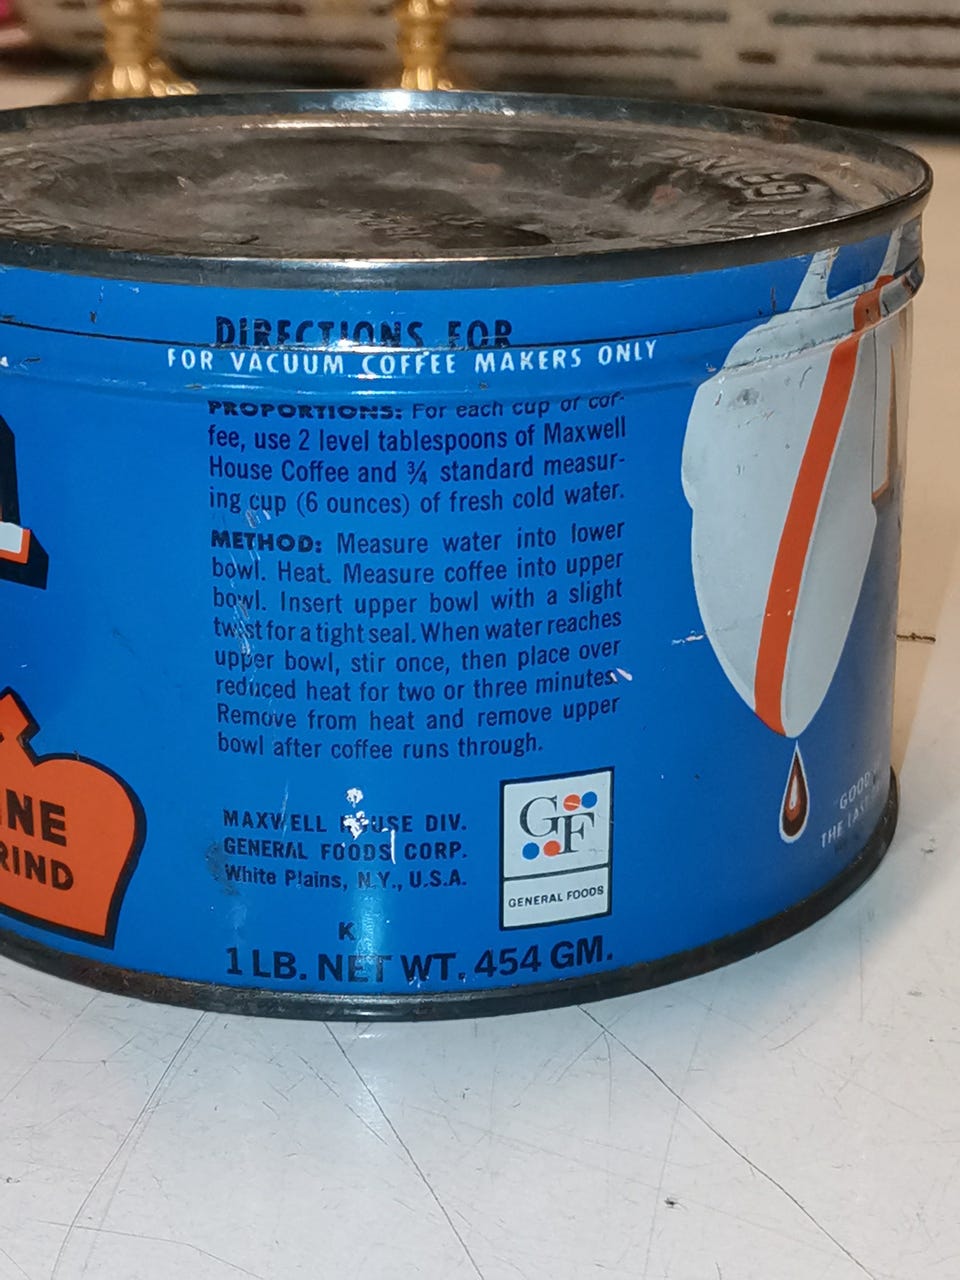 DIRECTIONS FOR
FOR VACUUM COFFEE MAKERS ONLY
PROPORTIONS: For each cup of cof-
fee, use 2 level tablespoons of Maxwell
House Coffee and ¾ standard measur-
ing cup (6 ounces) of fresh cold water.
METHOD: Measure water into lower
bowl. Heat. Measure coffee into upper
bowl. Insert upper bowl with a slight
twist for a tight seal. When water reaches
upper bowl, stir once, then place over
reduced heat for two or three minutes.
Remove from heat and remove upper
bowl after coffee runs through.
MAXWELL HOUSE DIV.
GENERAL FOODS CORP.
White Plains, N.Y., U.S.A.
K
1 LB. NET WT. 454 GM.
GF
GENERAL FOODS
GOOD
THE LAST